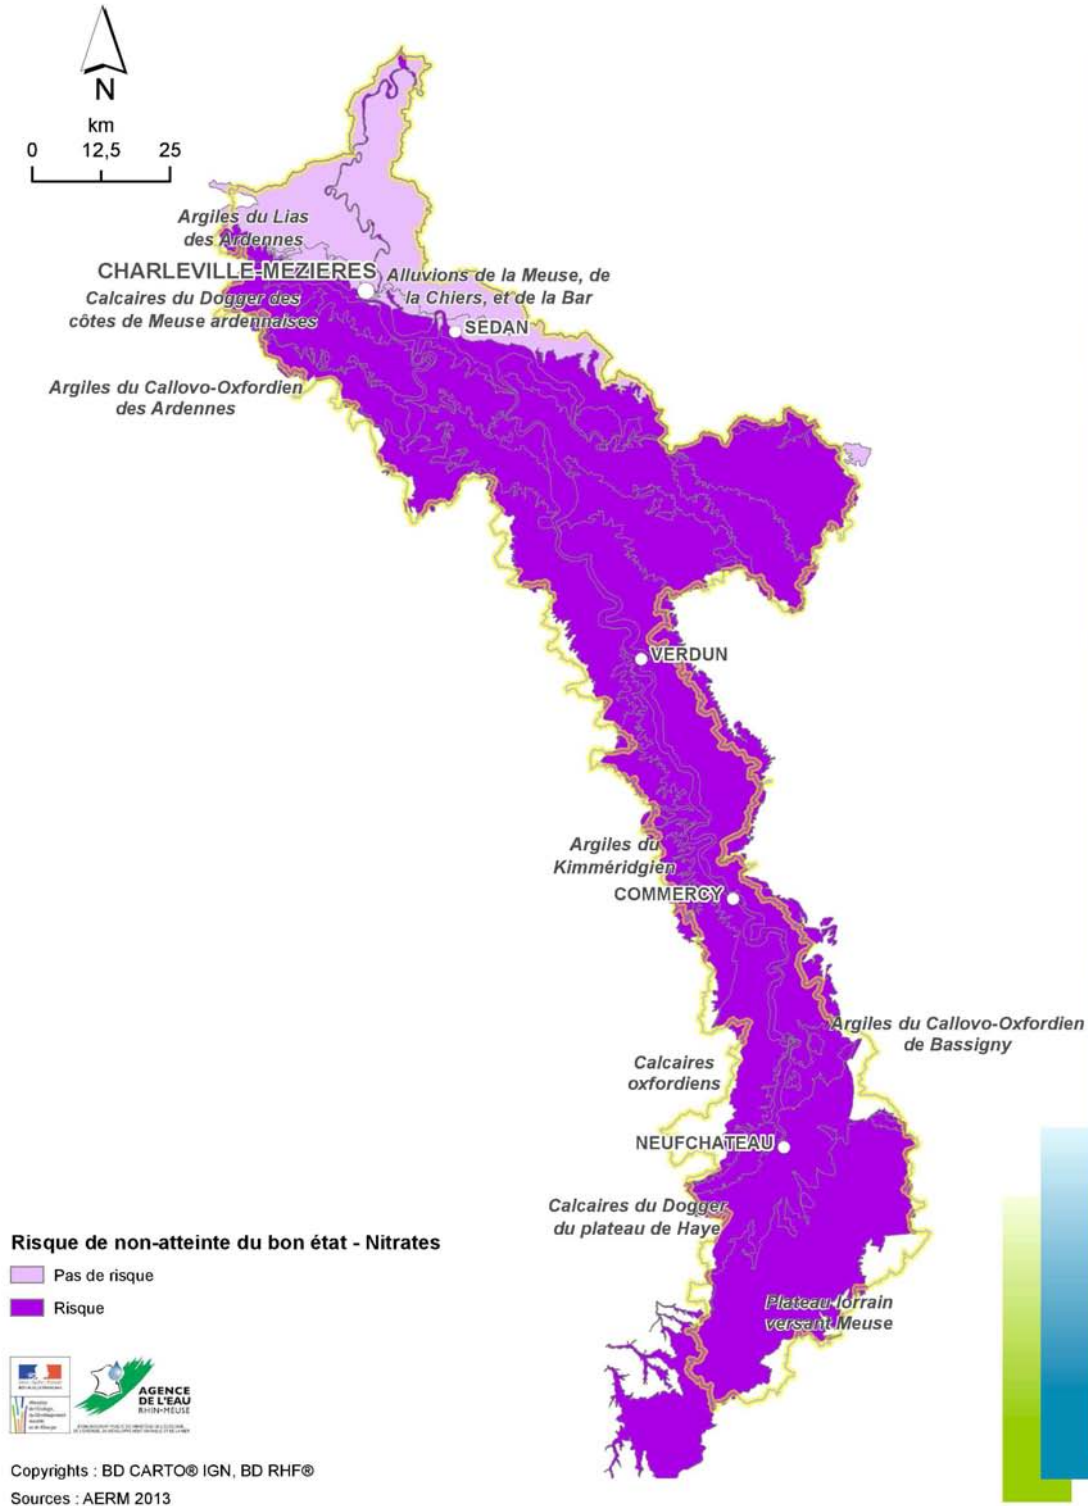 N
km
0 12,5 25
Argiles du Lias
des Ardennes
CHARLEVILLE-MEZIERES
Alluvions de la Meuse, de
la Chiers, et de la Bar
Calcaires du Dogger des
côtes de Meuse ardennaises
SEDAN
Argiles du Callovo-Oxfordien
des Ardennes
VERDUN
Argiles du
Kimméridgien
COMMERCY
Argiles du Callovo-Oxfordien
de Bassigny
Calcaires
oxfordiens
NEUFCHATEAU
Calcaires du Dogger
du plateau de Haye
Plateau lorrain
versant Meuse
Risque de non-atteinte du bon état - Nitrates
Pas de risque
Risque
AGENCE
DE L'EAU
RHIN-MEUSE
Copyrights : BD CARTO® IGN, BD RHF®
Sources : AERM 2013